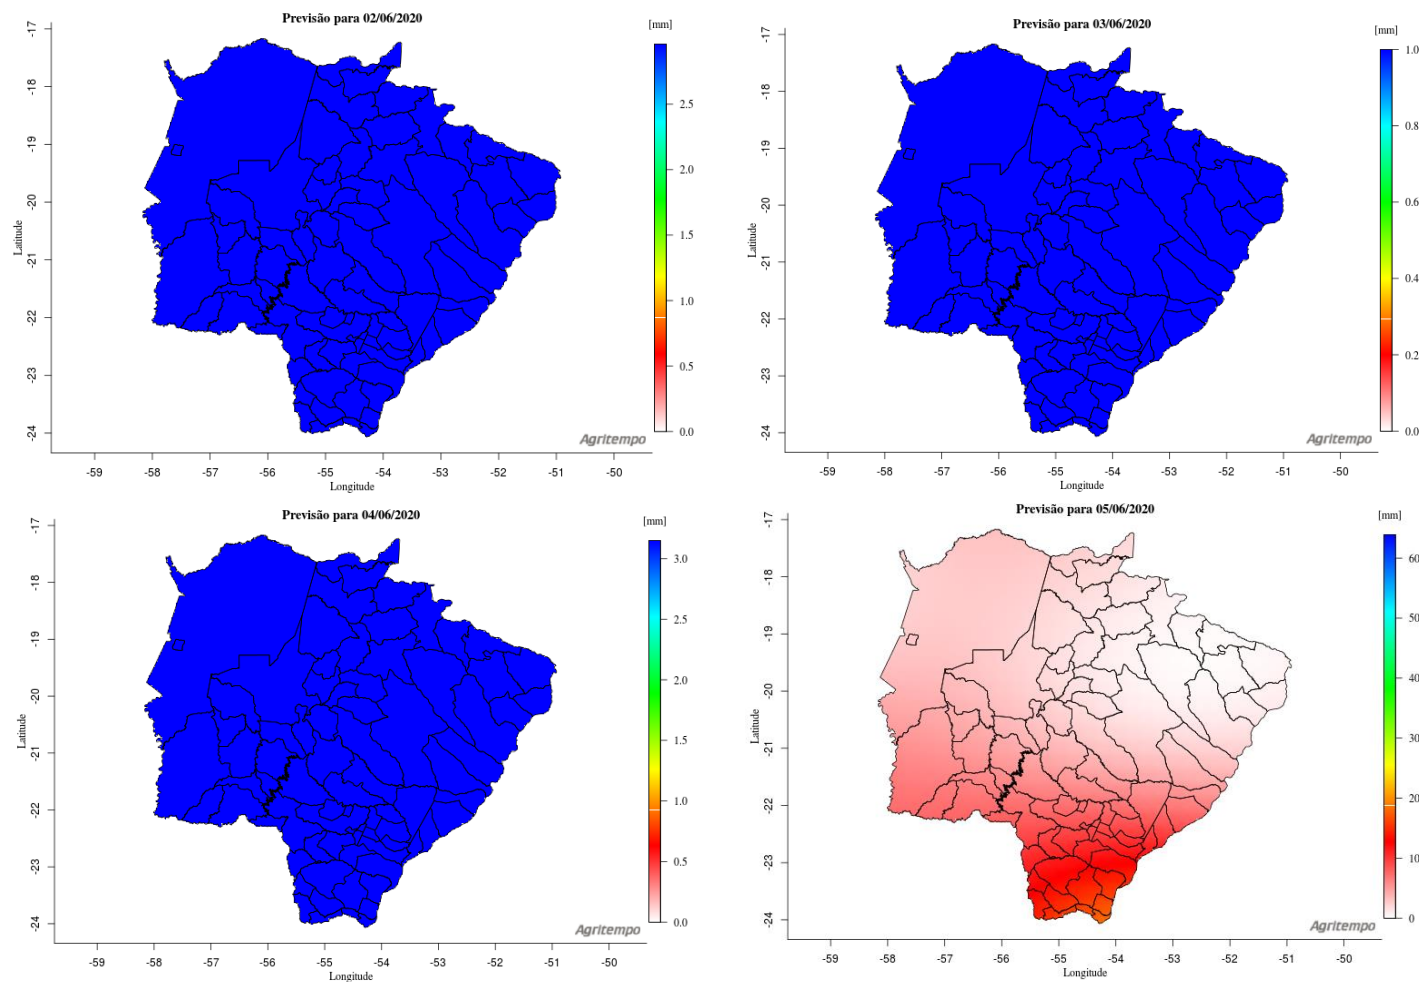 Previsão para 02/06/2020
[mm]
-17
-18
-19
-20
-21
-22
-23
-24
Latitude
2.5
2.0
1.5
1.0
0.5
0.0
Agritempo
-59 -58 -57 -56 -55 -54 -53 -52 -51 -50
Longitude
Previsão para 03/06/2020
[mm]
-17
-18
-19
-20
-21
-22
-23
-24
Latitude
1.0
0.8
0.6
0.4
0.2
0.0
Agritempo
-59 -58 -57 -56 -55 -54 -53 -52 -51 -50
Longitude
Previsão para 04/06/2020
[mm]
-17
-18
-19
-20
-21
-22
-23
-24
Latitude
3.0
2.5
2.0
1.5
1.0
0.5
0.0
Agritempo
-59 -58 -57 -56 -55 -54 -53 -52 -51 -50
Longitude
Previsão para 05/06/2020
[mm]
-17
-18
-19
-20
-21
-22
-23
-24
Latitude
60
50
40
30
20
10
0
Agritempo
-59 -58 -57 -56 -55 -54 -53 -52 -51 -50
Longitude